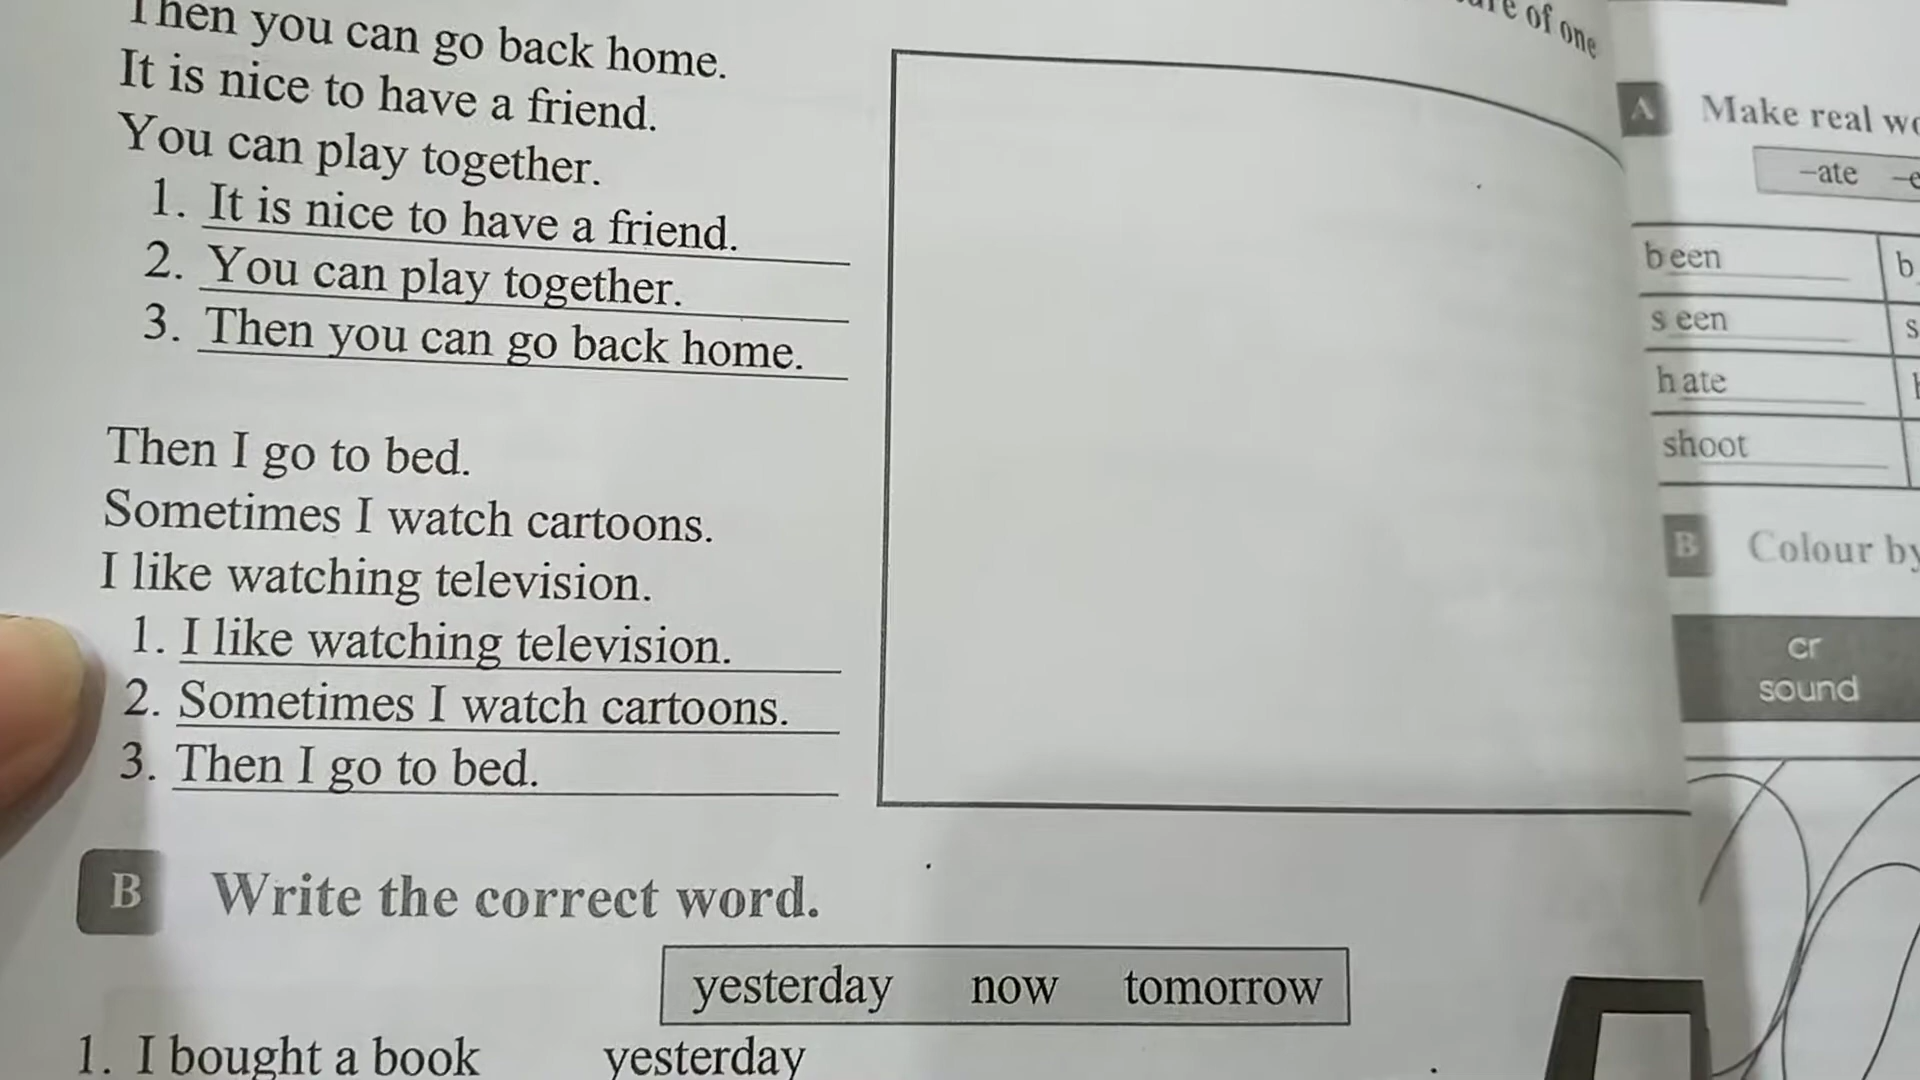 Then you can go back home.
It is nice to have a friend.
You can play together.
1. It is nice to have a friend.
2. You can play together.
3. Then you can go back home.
Then I go to bed.
Sometimes I watch cartoons.
I like watching television.
1. I like watching television.
2. Sometimes I watch cartoons.
3. Then I go to bed.
B Write the correct word.
yesterday now tomorrow
1. I bought a book yesterday
of one
A Make real
-ate
been b
seen s
hate
shoot
B Colour by
cr
sound